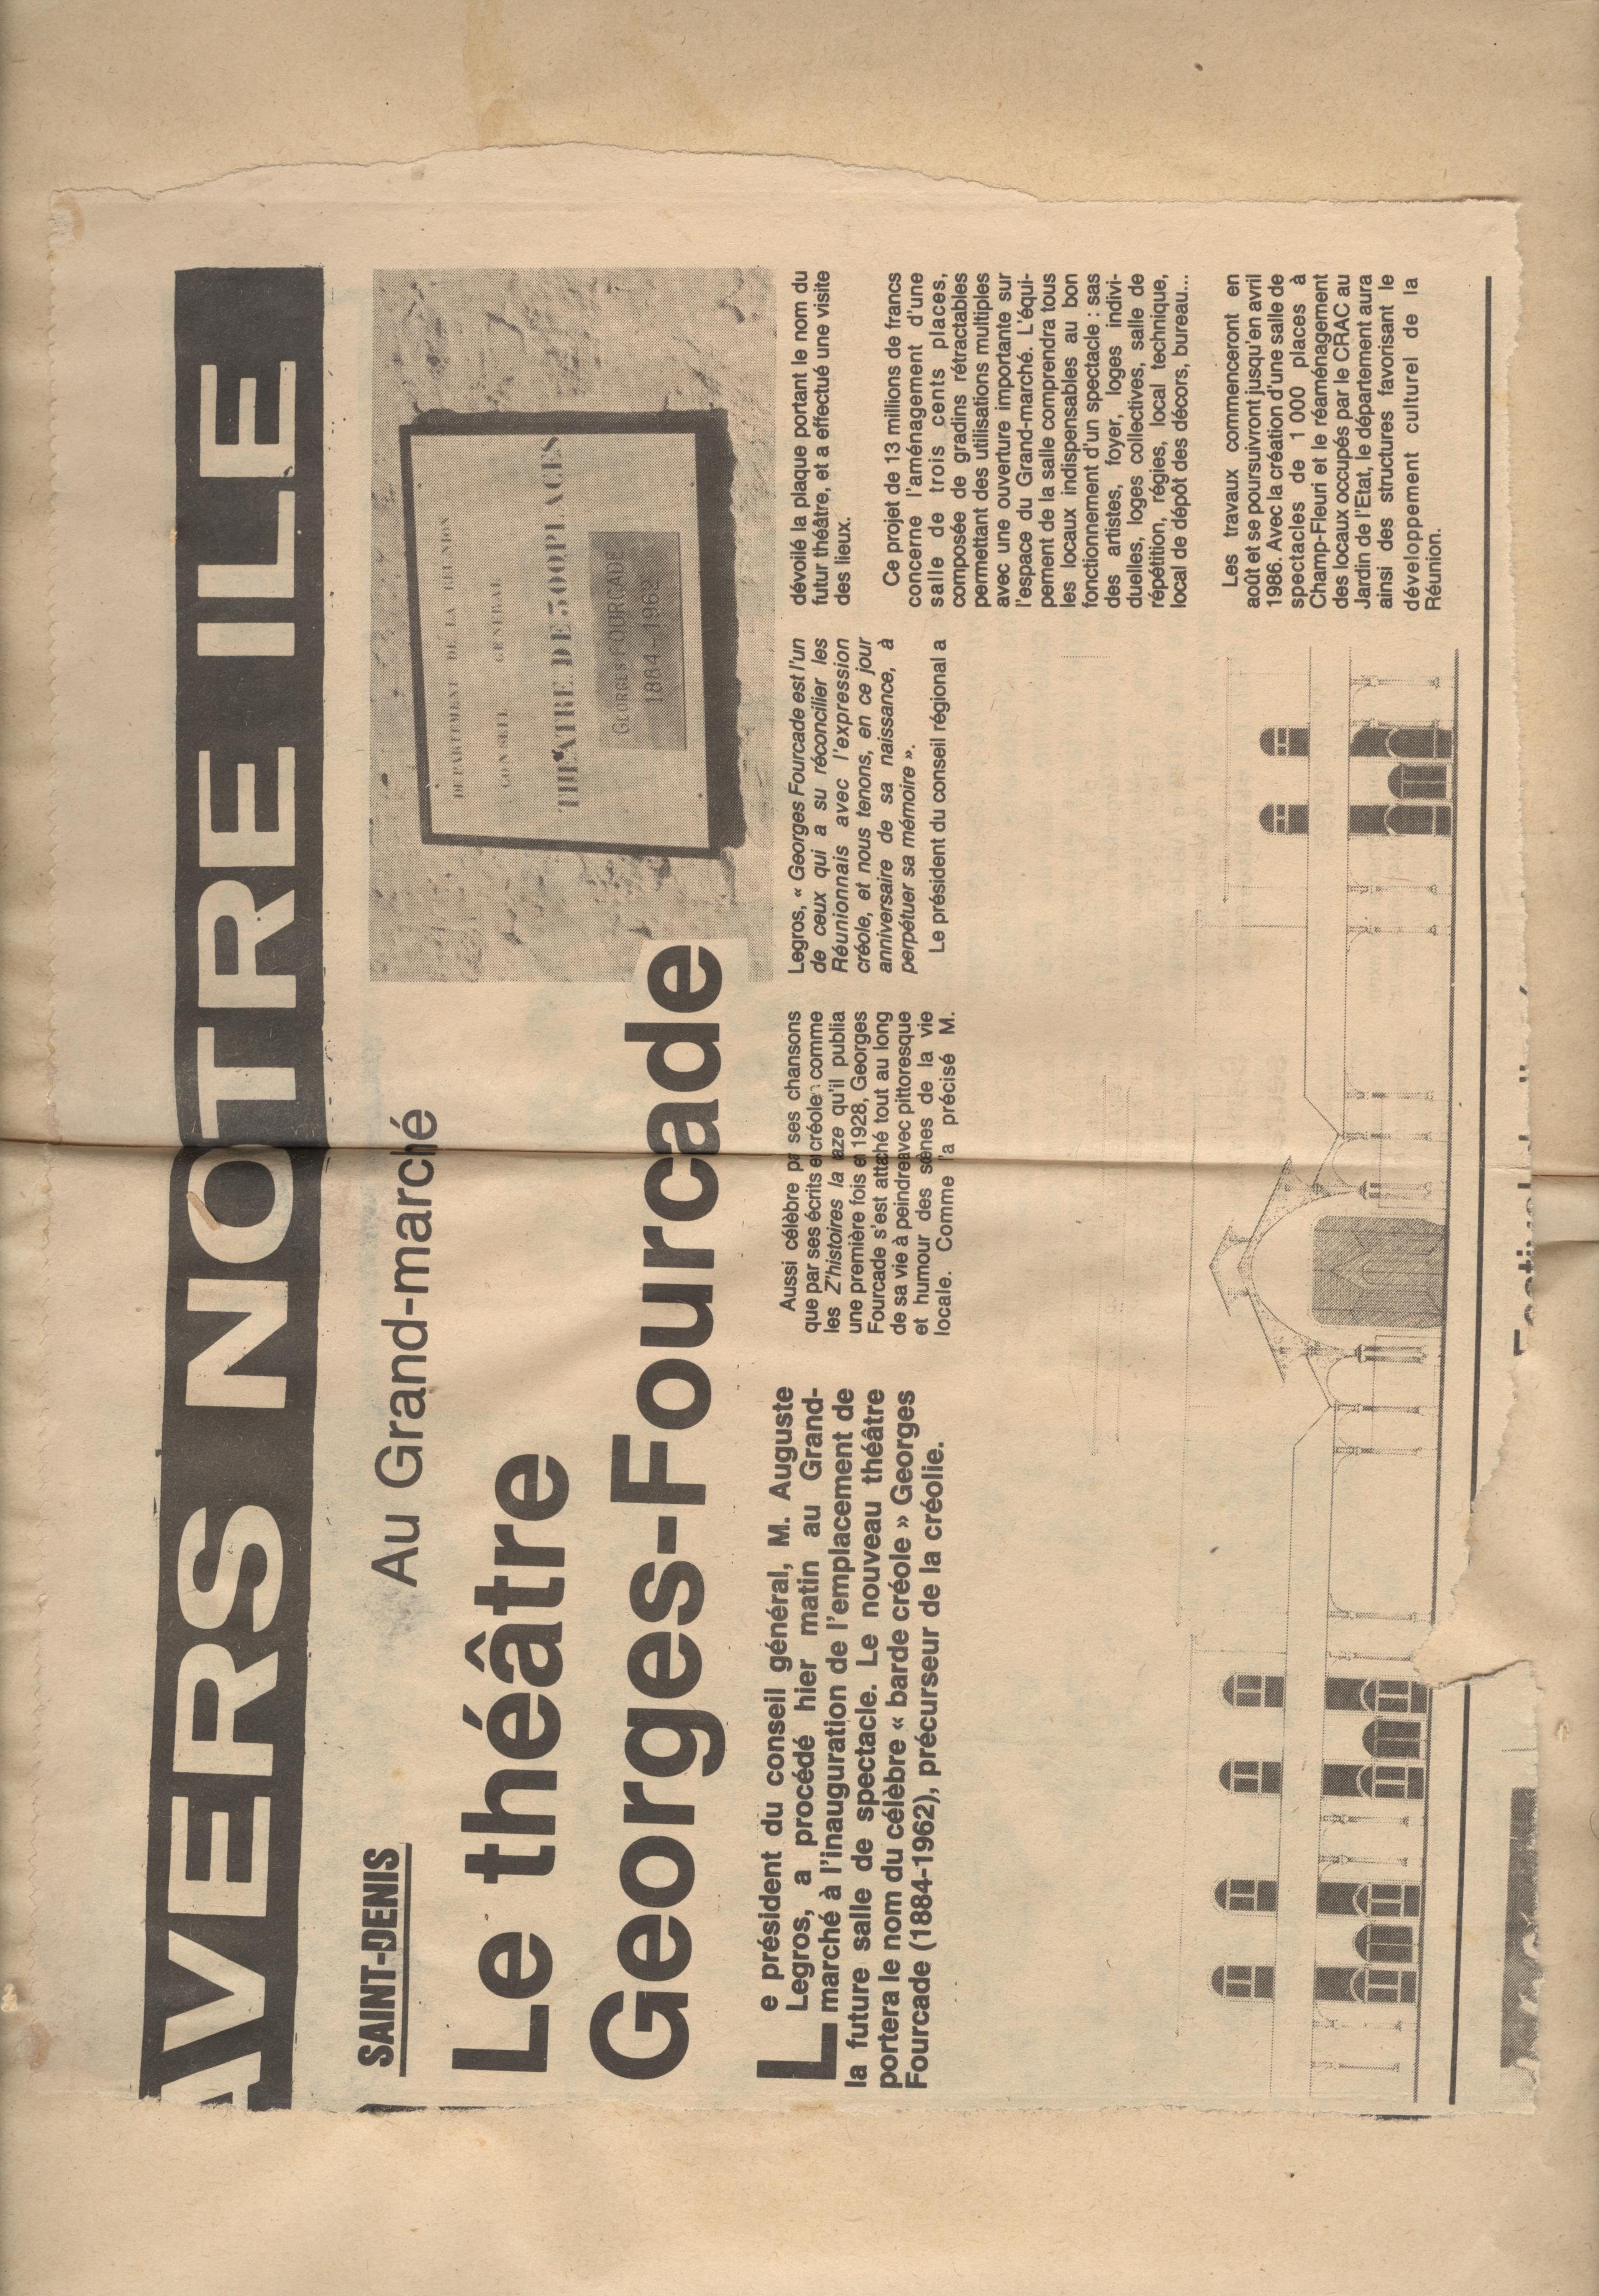 VERS NOTRE ILE
SAINT-DENIS
Au Grand-marché
Le théâtre
Georges-Fourcade
DEPARTEMENT DE LA REUNION
CONSEIL GENERAL
THEATRE DE 300 PLACES
GEORGES FOURCADE
1884-1962
Le président du conseil général, M. Auguste
Legros, a procédé hier matin au Grand-
marché à l'inauguration de l'emplacement de
la future salle de spectacle. Le nouveau théâtre
portera le nom du célèbre « barde créole » Georges
Fourcade (1884-1962), précurseur de la créolie.
Aussi célèbre par ses chansons
que par ses écrits en créole comme
les Z'histoires la caze qu'il publia
une première fois en 1928, Georges
Fourcade s'est attaché tout au long
de sa vie à peindre avec pittoresque
et humour des scènes de la vie
locale. Comme l'a précisé M.
Legros, « Georges Fourcade est l'un
de ceux qui a su réconcilier les
Réunionnais avec l'expression
créole, et nous tenons, en ce jour
anniversaire de sa naissance, à
perpétuer sa mémoire ».
Le président du conseil régional a
dévoilé la plaque portant le nom du
futur théâtre, et a effectué une visite
des lieux.
Ce projet de 13 millions de francs
concerne l'aménagement d'une
salle de trois cents places,
composée de gradins rétractables
permettant des utilisations multiples
avec une ouverture importante sur
l'espace du Grand-marché. L'équi-
pement de la salle comprendra tous
les locaux indispensables au bon
fonctionnement d'un spectacle : sas
des artistes, foyer, loges indivi-
duelles, loges collectives, salle de
répétition, régies, local technique,
local de dépôt des décors, bureau...
Les travaux commenceront en
août et se poursuivront jusqu'en avril
1986. Avec la création d'une salle de
spectacles de 1 000 places à
Champ-Fleuri et le réaménagement
des locaux occupés par le CRAC au
Jardin de l'Etat, le département aura
ainsi des structures favorisant le
développement culturel de la
Réunion.